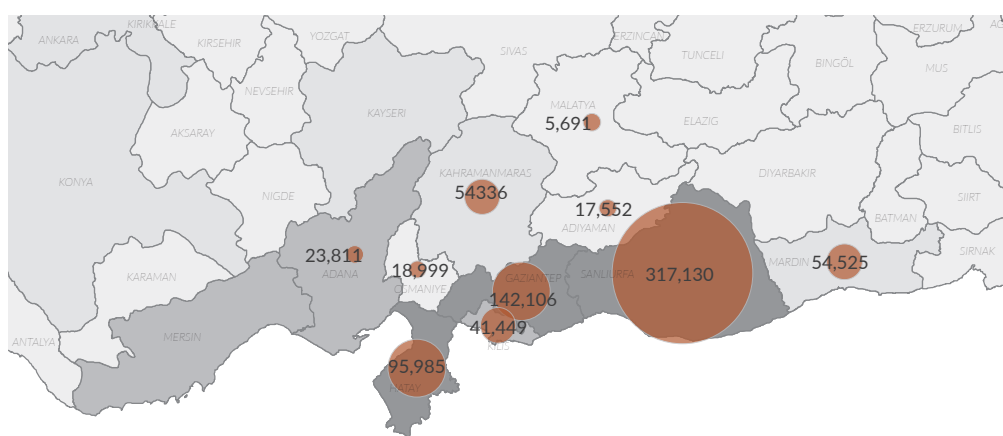 KIRIKKALE
ANKARA
KIRSEHIR
YOZGAT
SIVAS
ERZINCAN
TUNCELI
BINGÖL
ERZURUM
MUS
NEVSEHIR
KAYSERI
MALATYA
5,691
ELAZIG
AKSARAY
BITLIS
KONYA
NIGDE
KAHRAMANMARAS
54336
DIYARBAKIR
SIIRT
17,552
ADIYAMAN
BATMAN
23,811
ADANA
18,999
OSMANIYE
KARAMAN
GAZIANTEP
142,106
SANLIURFA
317,130
MARDIN
54,525
SIRNAK
ANTALYA
MERSIN
41,449
KILIS
95,985
HATAY